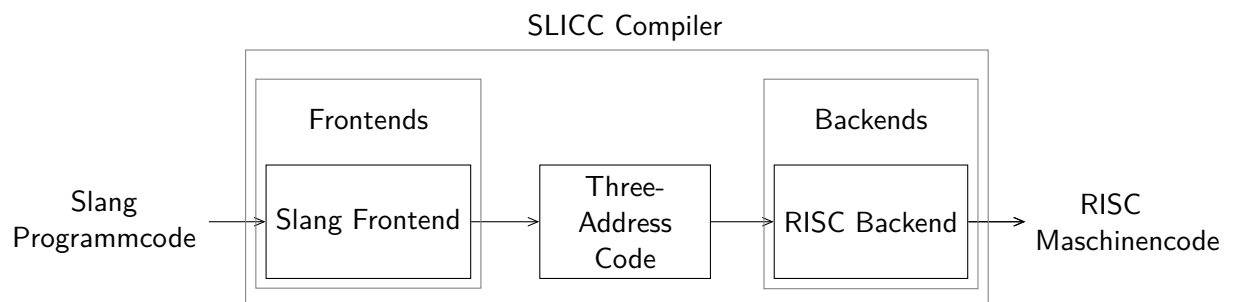 SLICC Compiler
Frontends
Backends
Slang
Programmcode
Slang Frontend
Three-
Address
Code
RISC Backend
RISC
Maschinencode